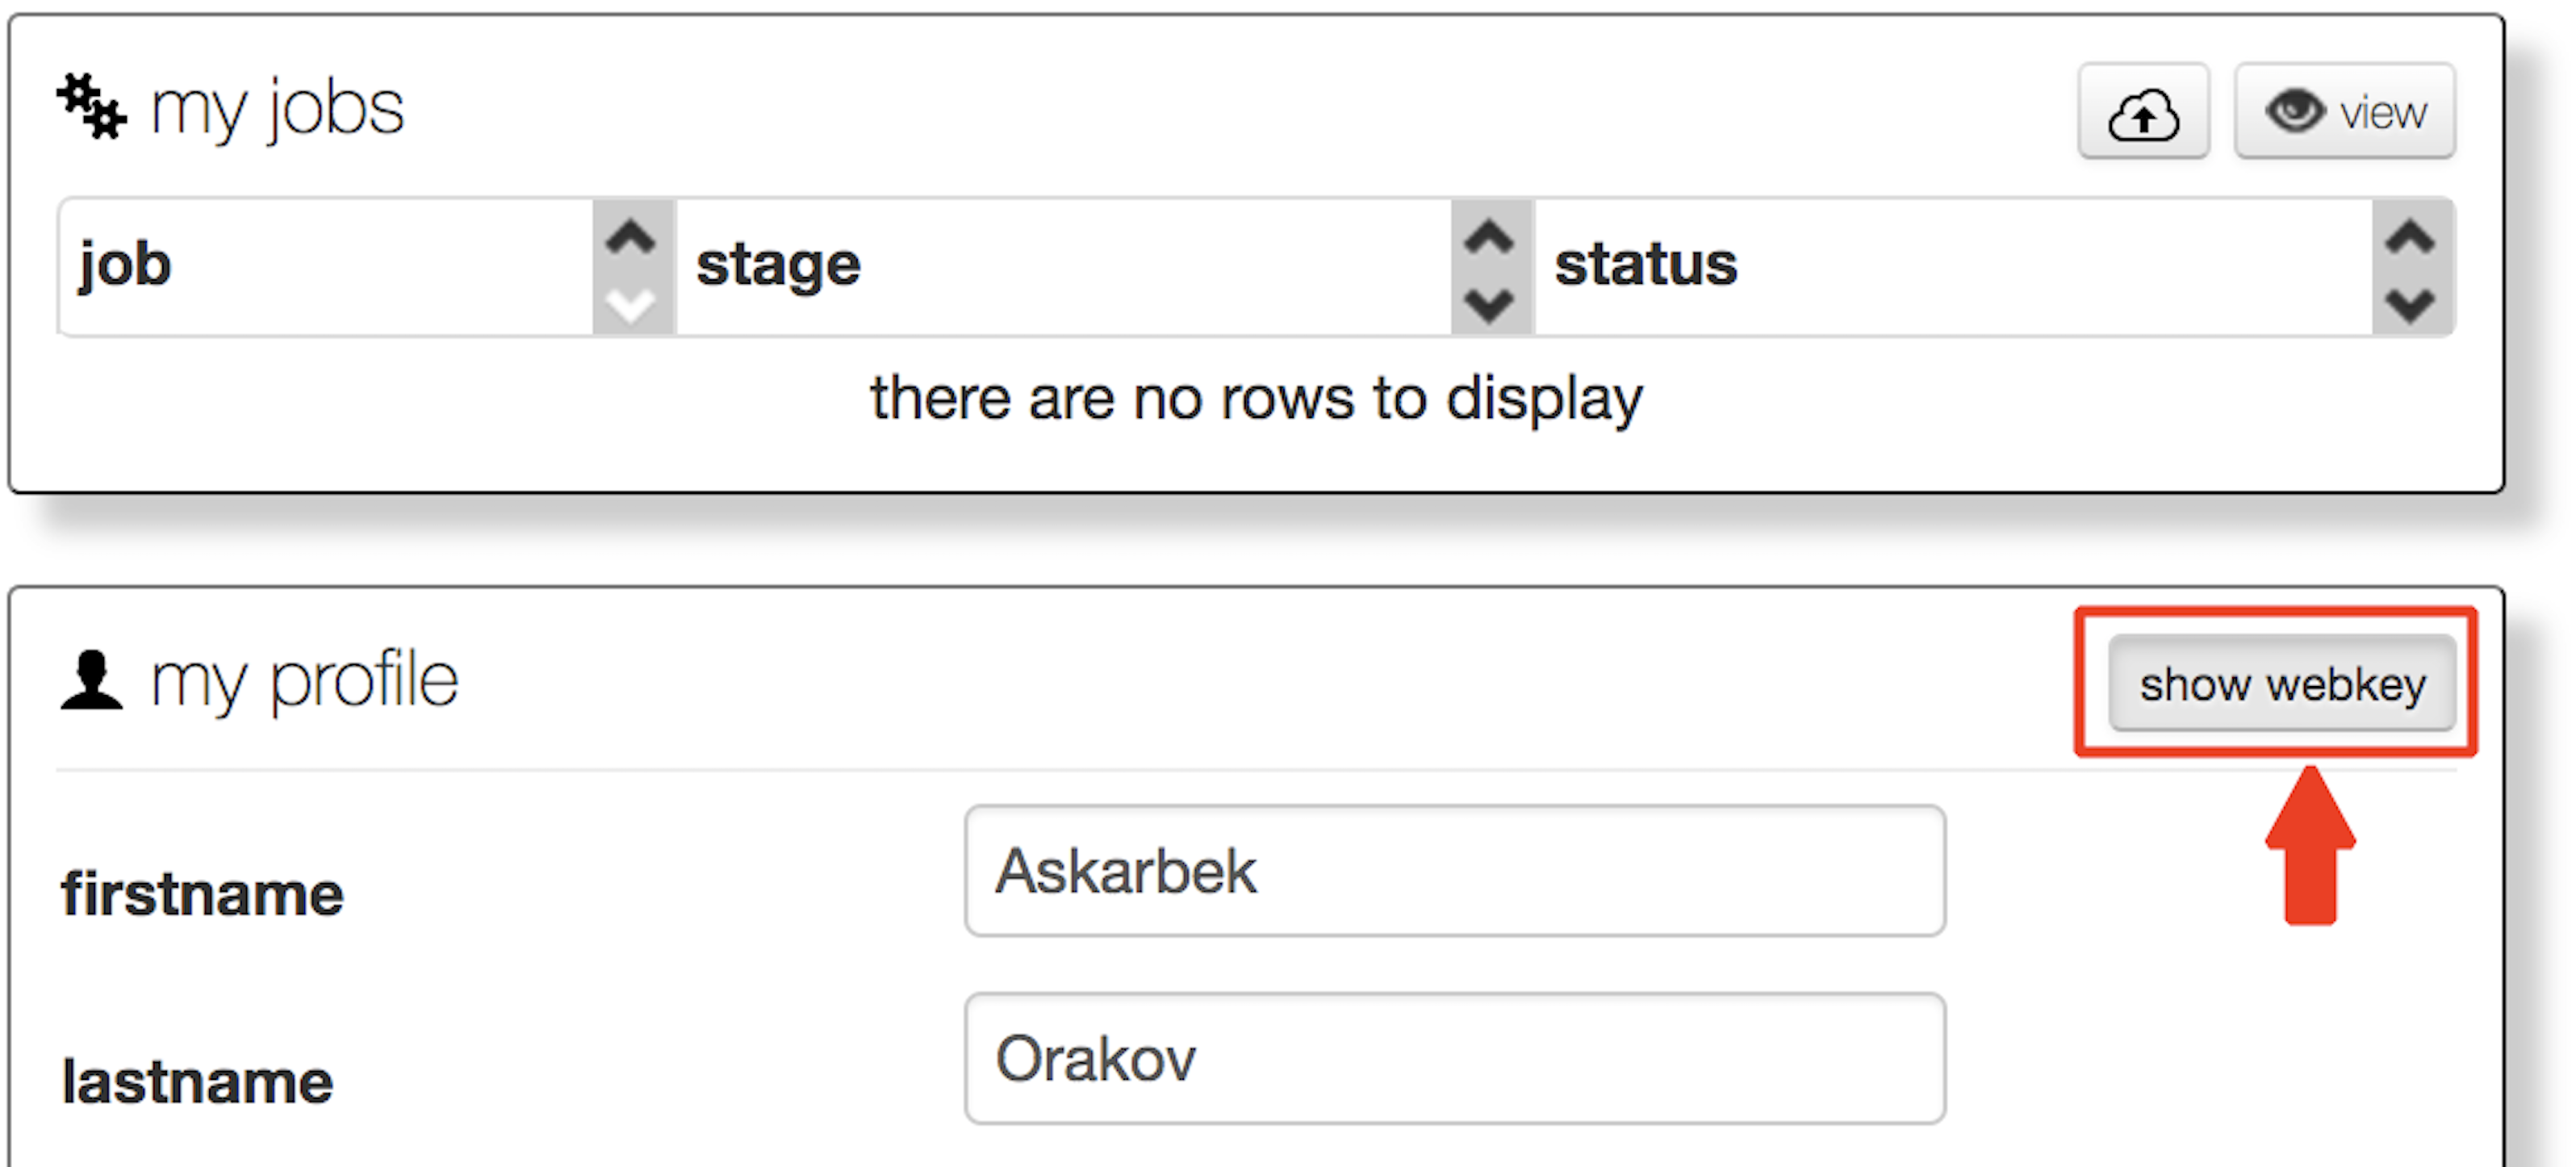 my jobs
view
job stage status
there are no rows to display
my profile
show webkey
firstname Askarbek
lastname Orakov